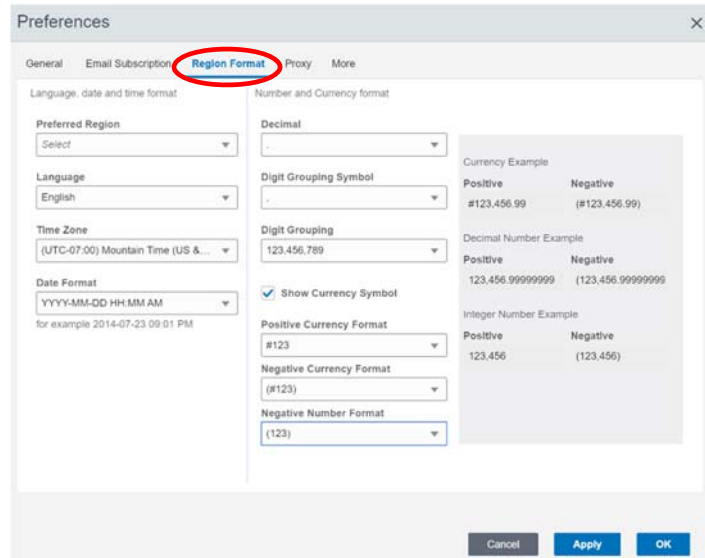 Preferences
General Email Subscription Region Format Proxy More
Language, date and time format
Preferred Region
Select
Language
English
Time Zone
(UTC-07:00) Mountain Time (US &...
Date Format
YYYY-MM-DD HH:MM AM
for example 2014-07-23 09:01 PM
Number and Currency format
Decimal
.
Digit Grouping Symbol
,
Digit Grouping
123,456,789
Show Currency Symbol
Positive Currency Format
#123
Negative Currency Format
(#123)
Negative Number Format
(123)
Currency Example
Positive Negative
#123,456.99 (#123,456.99)
Decimal Number Example
Positive Negative
123,456.99999999 (123,456.99999999
Integer Number Example
Positive Negative
123,456 (123,456)
Cancel Apply OK